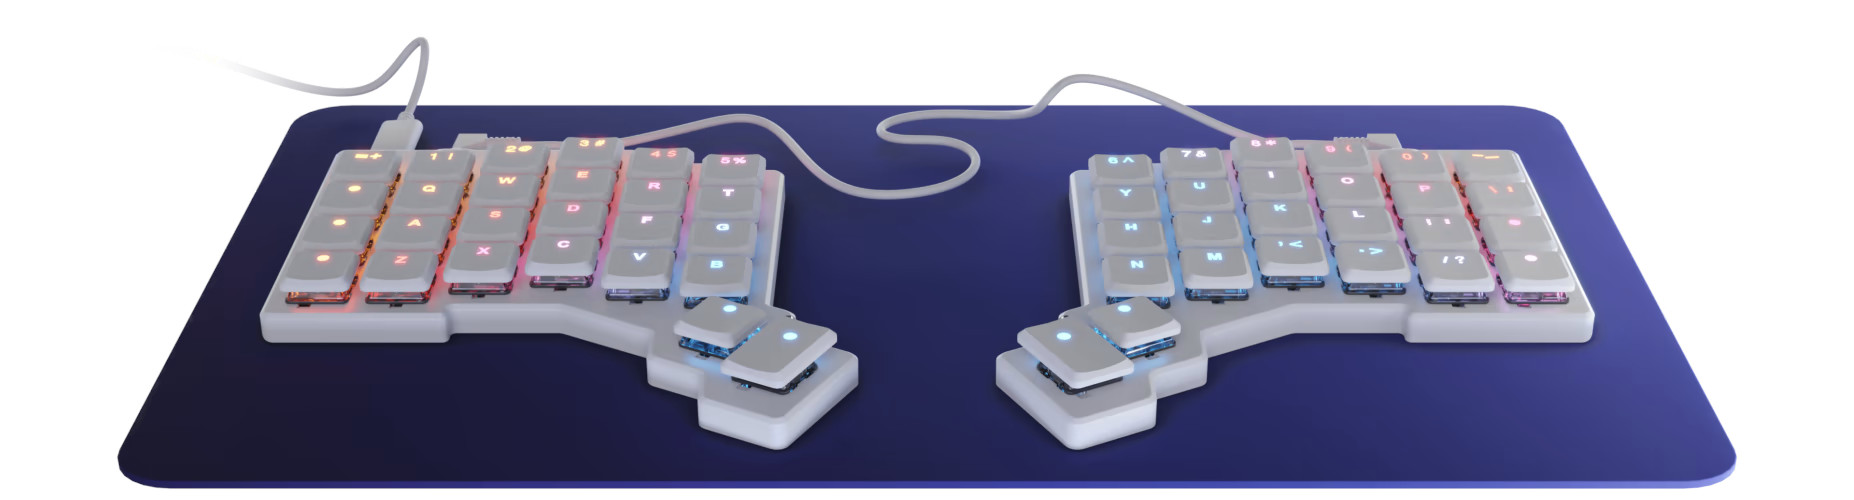 =+ 1! 2@ 3# 4$ 5%
Q W E R T
A S D F G
Z X C V B
6^ 7& 8* 9( 0) -_
Y U I O P \|
H J K L ;:
N M ,< .> /?